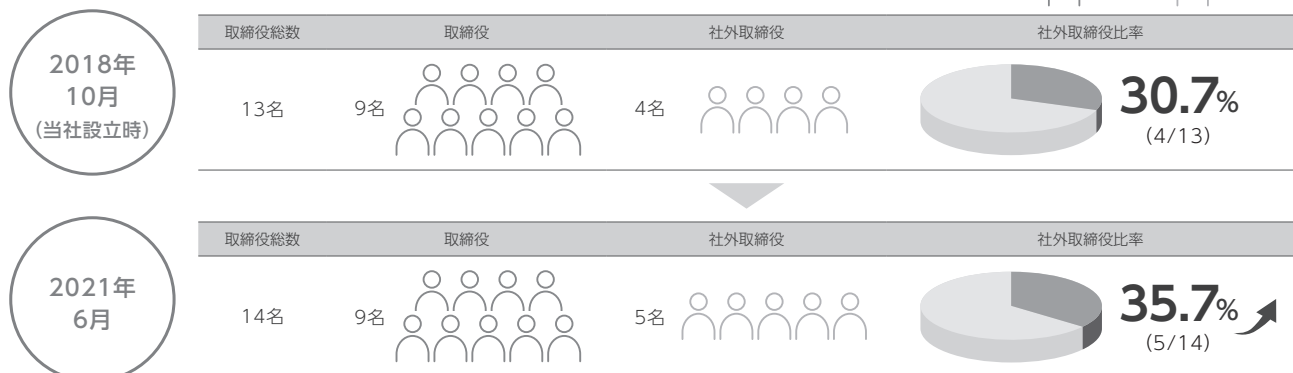 取締役総数 取締役 社外取締役 社外取締役比率
2018年
10月
（当社設立時）
13名 9名 4名 30.7%
（4/13）
取締役総数 取締役 社外取締役 社外取締役比率
2021年
6月
14名 9名 5名 35.7%
（5/14）